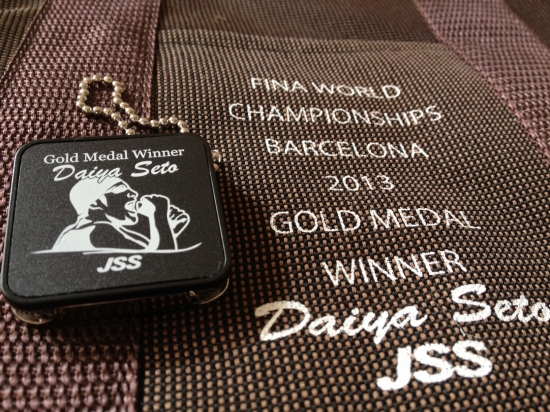 Gold Medal Winner
Daiya Seto
JSS
FINA WORLD
CHAMPIONSHIPS
BARCELONA
2013
GOLD MEDAL
WINNER
Daiya Seto
JSS